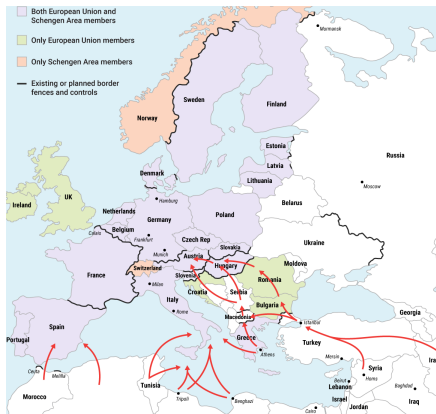 Both European Union and
Schengen Area members
Only European Union members
Only Schengen Area members
Existing or planned border
fences and controls
Murmansk
Sweden
Finland
Norway
Estonia
Russia
Latvia
Denmark
Lithuania
Moscow
Ireland
UK
Hamburg
Netherlands
Belarus
Poland
Germany
Belgium
Calais
Frankfurt
Czech Rep
Ukraine
Slovakia
Munich
Austria
Moldova
France
Switzerland
Hungary
Slovenia
Romania
Milan
Croatia
Serbia
Italy
Bulgaria
Rome
Macedonia
Georgia
Istanbul
Spain
Portugal
Greece
Turkey
Athens
Mersin
Syria
Ira
Ceuta
Melilla
Homs
Beirut
Lebanon
Baghdad
Tunisia
Morocco
Tripoli
Benghazi
Israel
Iraq
Jordan
Cairo